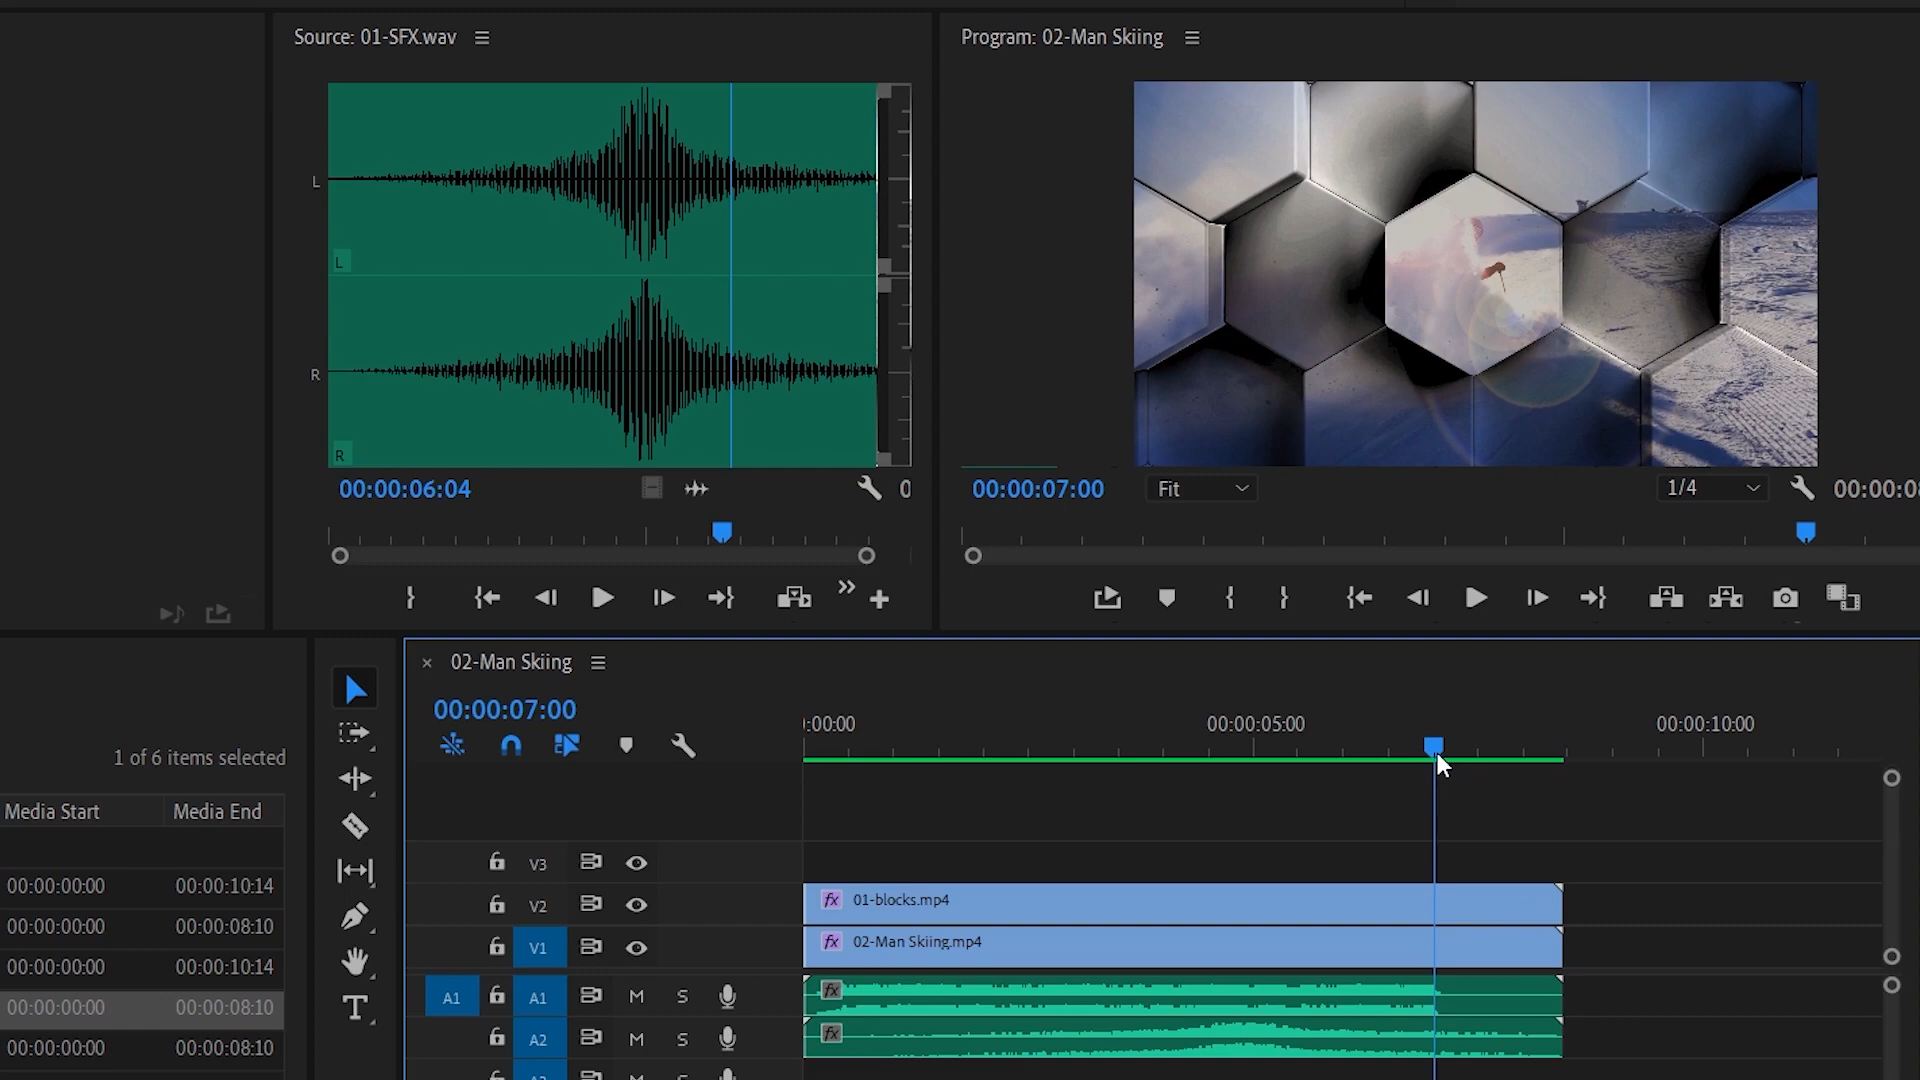 Source: 01-SFX.wav
Program: 02-Man Skiing
L
L
R
R
00:00:06:04
0
00:00:07:00
Fit
1/4
00:00:08
02-Man Skiing
00:00:07:00
:00:00
00:00:05:00
00:00:10:00
1 of 6 items selected
Media Start
Media End
00:00:00:00
00:00:10:14
00:00:00:00
00:00:08:10
00:00:00:00
00:00:10:14
00:00:00:00
00:00:08:10
00:00:00:00
00:00:08:10
V3
V2
fx 01-blocks.mp4
V1
fx 02-Man Skiing.mp4
A1
A1
M
S
fx
A2
M
S
fx